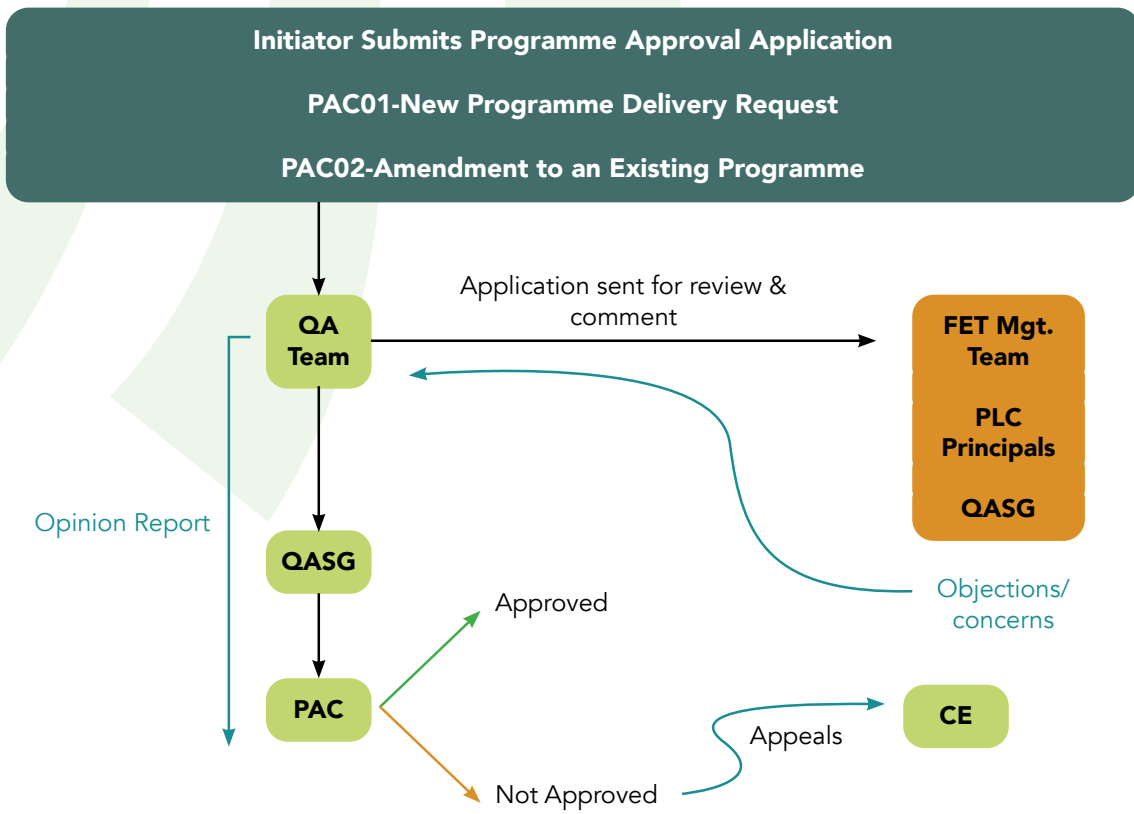 Initiator Submits Programme Approval Application
PAC01-New Programme Delivery Request
PAC02-Amendment to an Existing Programme
Application sent for review &
comment
QA
Team
FET Mgt.
Team
PLC
Principals
QASG
Opinion Report
QASG
Objections/
concerns
Approved
PAC
CE
Appeals
Not Approved